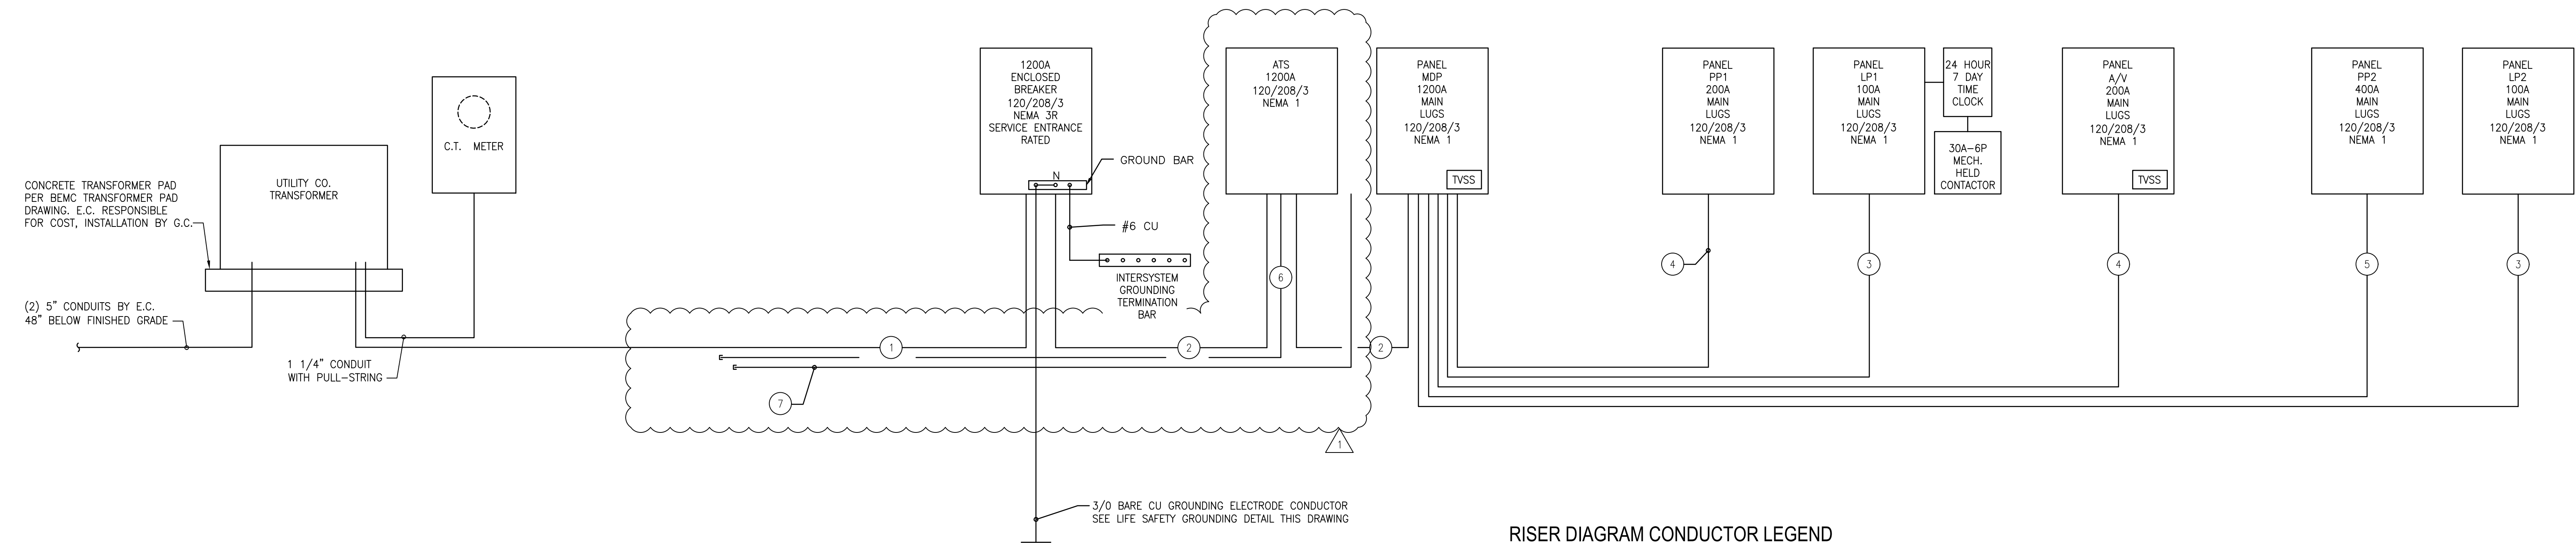 CONCRETE TRANSFORMER PAD
PER BEMC TRANSFORMER PAD
DRAWING. E.C. RESPONSIBLE
FOR COST, INSTALLATION BY G.C.
(2) 5" CONDUITS BY E.C.
48" BELOW FINISHED GRADE
UTILITY CO.
TRANSFORMER
1 1/4" CONDUIT
WITH PULL-STRING
C.T. METER
1200A
ENCLOSED
BREAKER
120/208/3
NEMA 3R
SERVICE ENTRANCE
RATED
N
GROUND BAR
#6 CU
INTERSYSTEM
GROUNDING
TERMINATION
BAR
ATS
1200A
120/208/3
NEMA 1
PANEL
MDP
1200A
MAIN
LUGS
120/208/3
NEMA 1
TVSS
PANEL
PP1
200A
MAIN
LUGS
120/208/3
NEMA 1
PANEL
LP1
100A
MAIN
LUGS
120/208/3
NEMA 1
24 HOUR
7 DAY
TIME
CLOCK
30A-6P
MECH.
HELD
CONTACTOR
PANEL
A/V
200A
MAIN
LUGS
120/208/3
NEMA 1
TVSS
PANEL
PP2
400A
MAIN
LUGS
120/208/3
NEMA 1
PANEL
LP2
100A
MAIN
LUGS
120/208/3
NEMA 1
6
4
3
4
5
3
1
2
2
7
1
3/0 BARE CU GROUNDING ELECTRODE CONDUCTOR
SEE LIFE SAFETY GROUNDING DETAIL THIS DRAWING
RISER DIAGRAM CONDUCTOR LEGEND